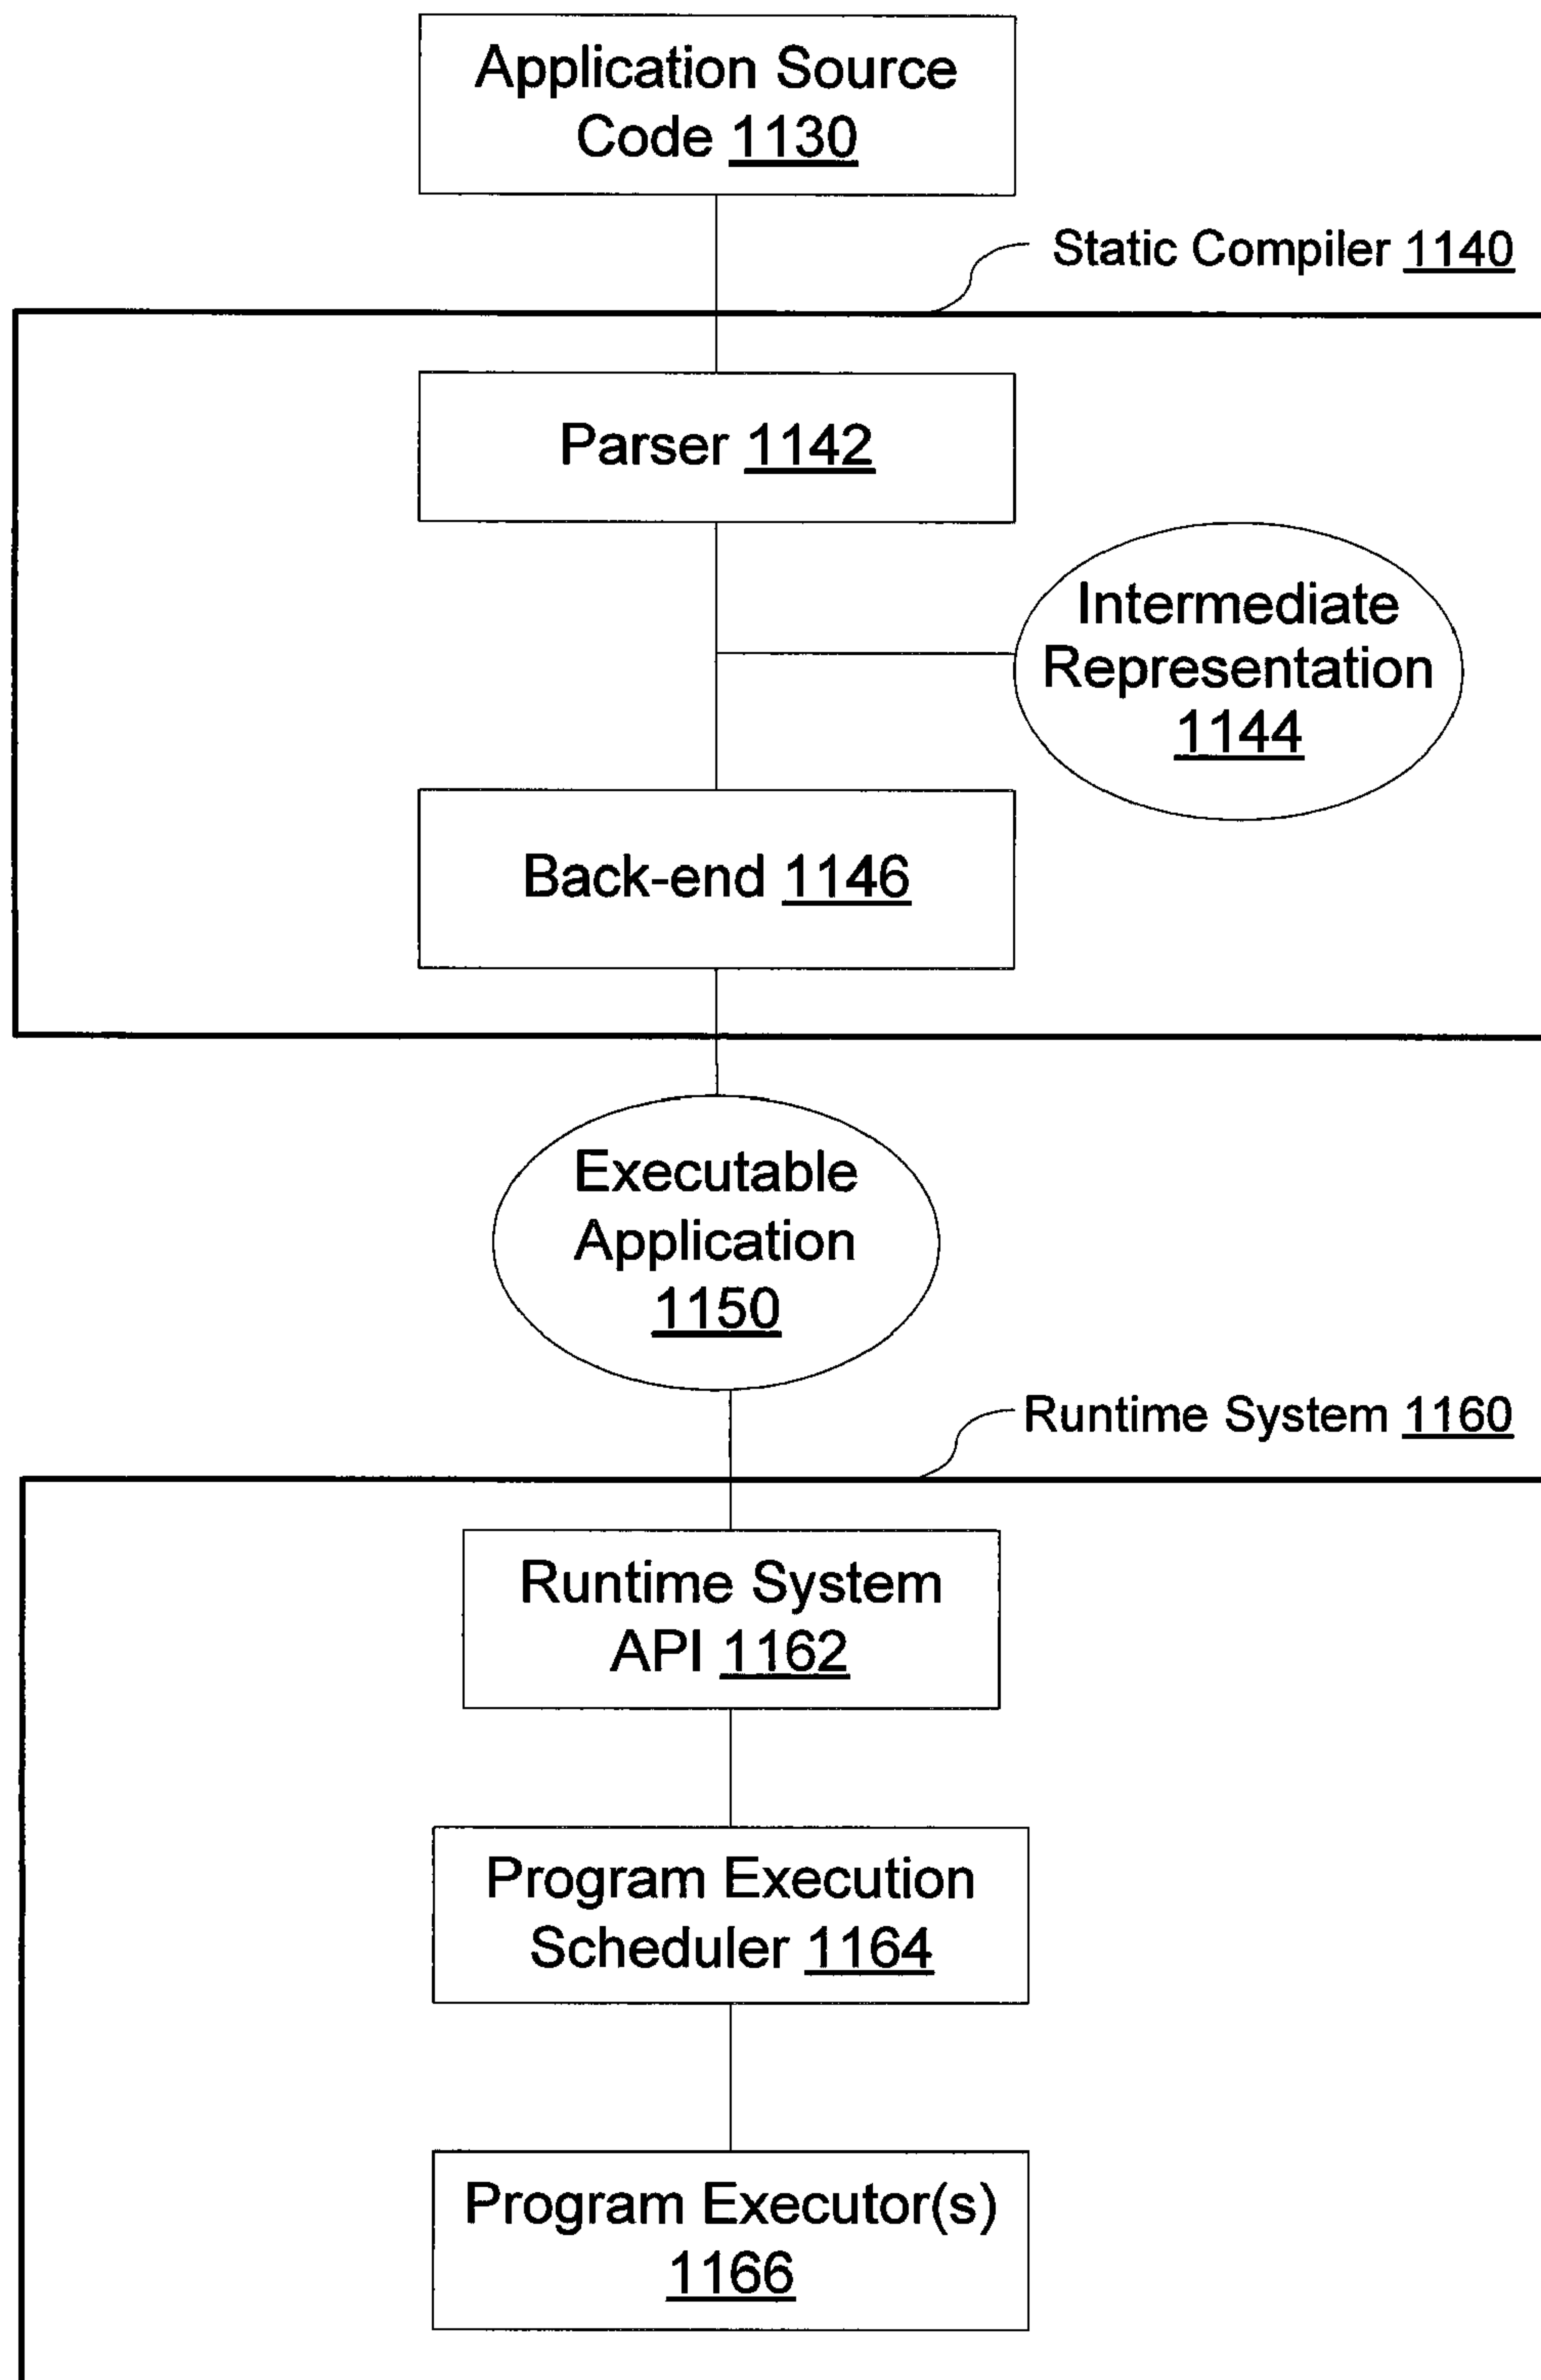 Application Source
Code 1130
Static Compiler 1140
Parser 1142
Intermediate
Representation
1144
Back-end 1146
Executable
Application
1150
Runtime System 1160
Runtime System
API 1162
Program Execution
Scheduler 1164
Program Executor(s)
1166